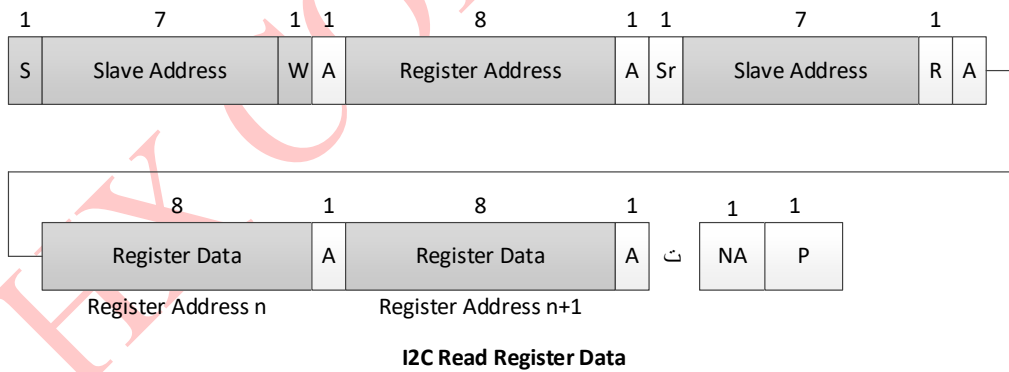 1 7 1 1 8 1 1 7 1
S Slave Address W A Register Address A Sr Slave Address R A
8 1 8 1 1 1
Register Data A Register Data A ث NA P
Register Address n Register Address n+1
I2C Read Register Data